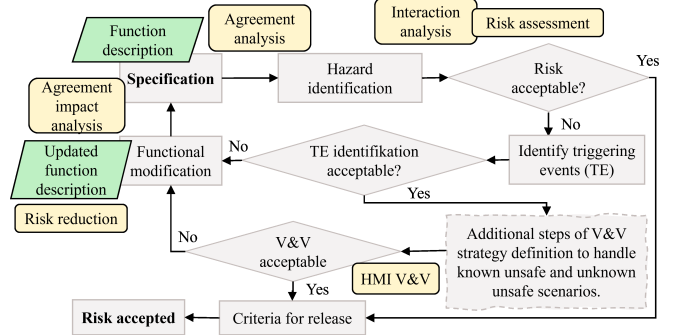 Function
description
Agreement
analysis
Interaction
analysis
Risk assessment
Yes
Specification
Hazard
identification
Risk
acceptable?
Agreement
impact
analysis
No
Updated
function
description
Functional
modification
No
TE identifikation
acceptable?
Identify triggering
events (TE)
Yes
Risk reduction
No
V&V
acceptable
Additional steps of V&V
strategy definition to handle
known unsafe and unknown
unsafe scenarios.
HMI V&V
Yes
Risk accepted
Criteria for release